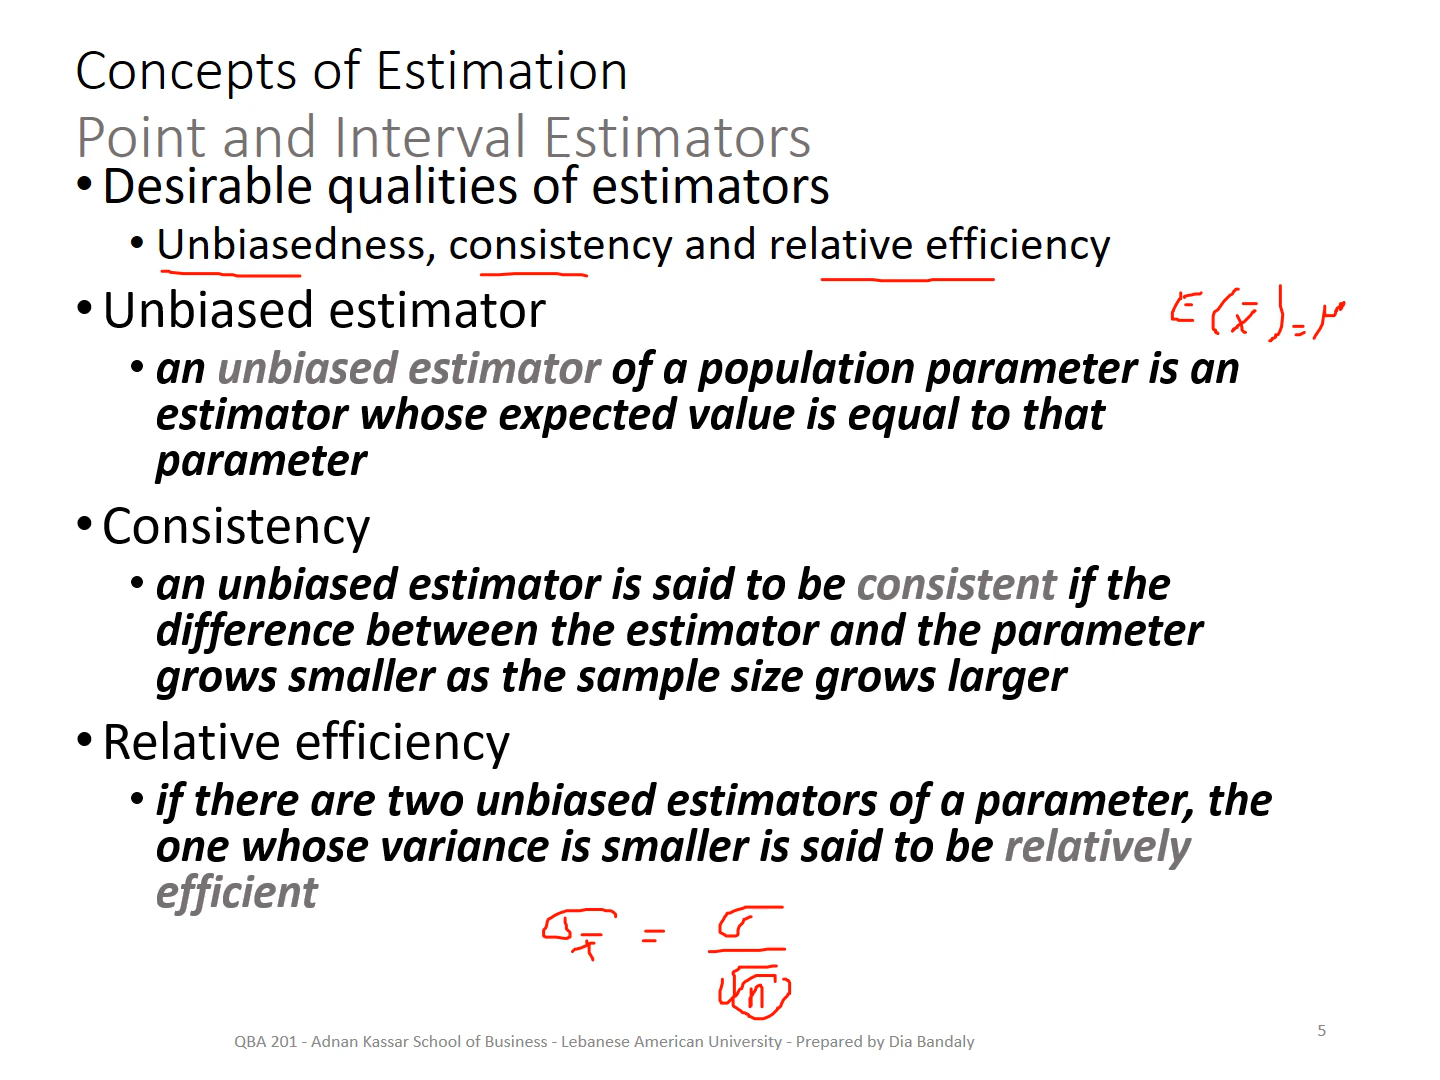 Concepts of Estimation
Point and Interval Estimators
• Desirable qualities of estimators
• Unbiasedness, consistency and relative efficiency
• Unbiased estimator
E(x̄) = μ
• an unbiased estimator of a population parameter is an
estimator whose expected value is equal to that
parameter
• Consistency
• an unbiased estimator is said to be consistent if the
difference between the estimator and the parameter
grows smaller as the sample size grows larger
• Relative efficiency
• if there are two unbiased estimators of a parameter, the
one whose variance is smaller is said to be relatively
efficient
σx̄ = σ / √n
QBA 201 - Adnan Kassar School of Business - Lebanese American University - Prepared by Dia Bandaly
5